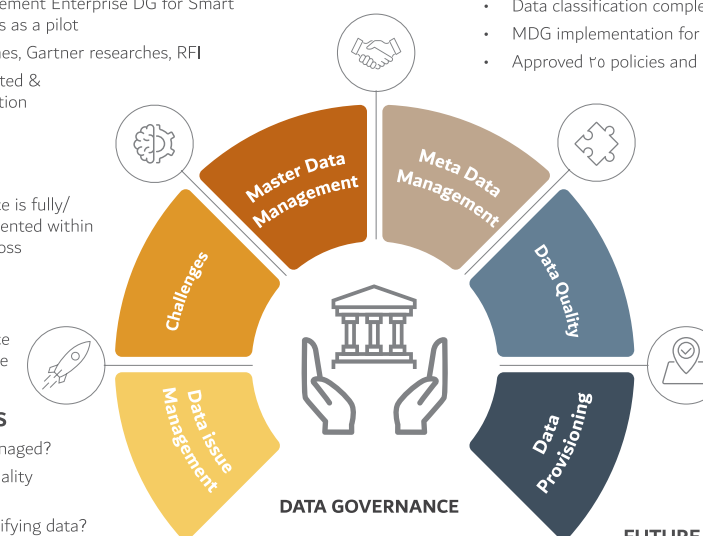 ement Enterprise DG for Smart
s as a pilot
nes, Gartner researches, RFI
ted &
tion
e is fully/
ented within
oss
te
e
S
naged?
ality
ifying data?
• Data classification comple
• MDG implementation for
• Approved ٢٥ policies and
Master Data
Management
Meta Data
Management
Challenges
Data Quality
Data issue
Management
Data
Provisioning
DATA GOVERNANCE
FUTURE